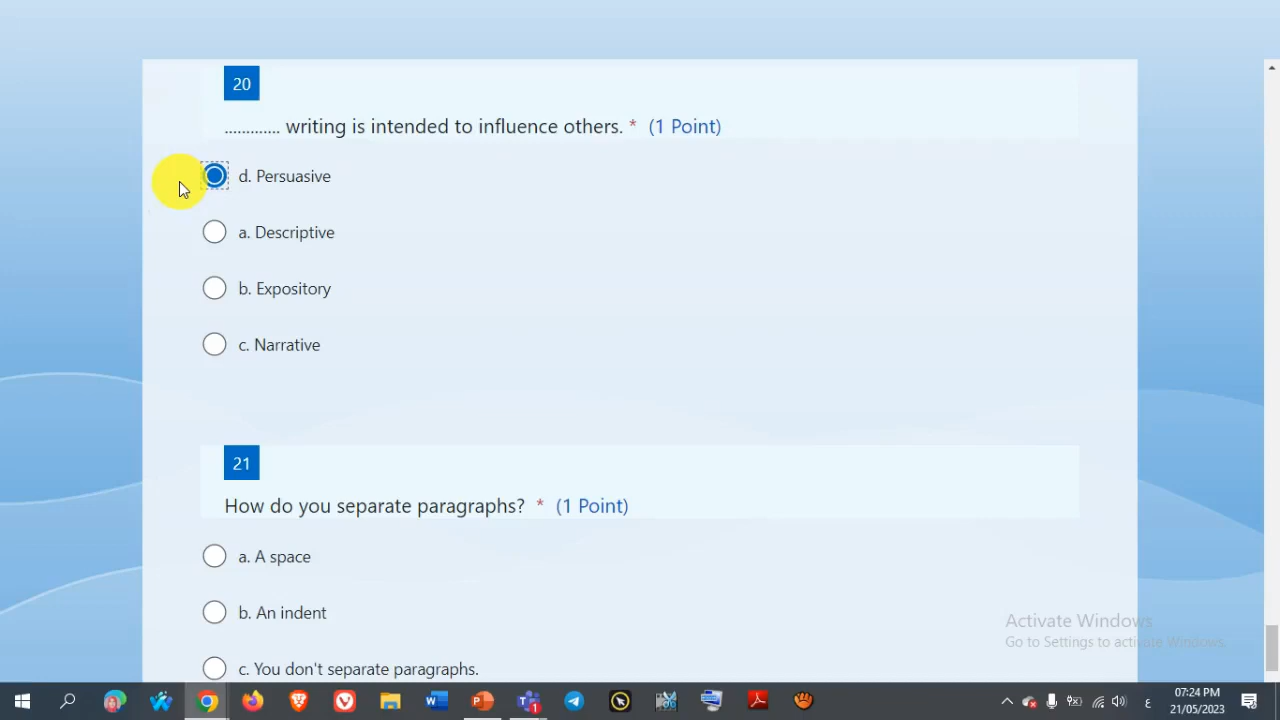 20
............. writing is intended to influence others. * (1 Point)
d. Persuasive
a. Descriptive
b. Expository
c. Narrative
21
How do you separate paragraphs? * (1 Point)
a. A space
b. An indent
c. You don't separate paragraphs.
Activate Windows
Go to Settings to activate Windows.
ع
07:24 PM
21/05/2023